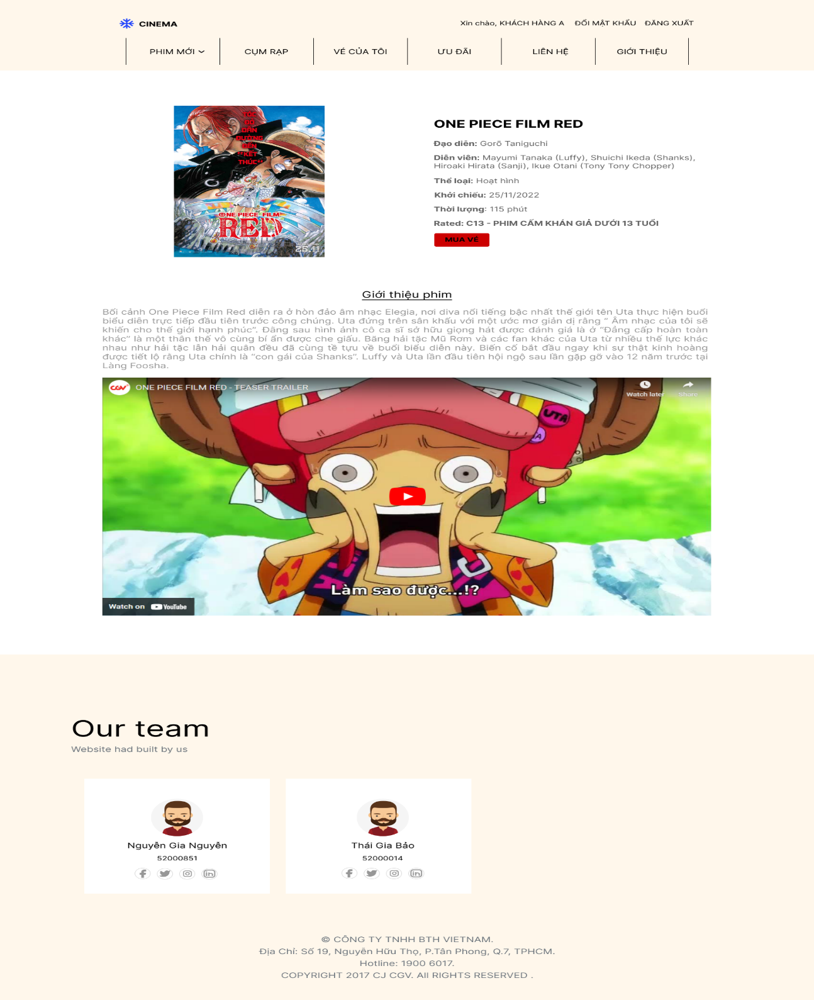 CINEMA
Xin chào, KHÁCH HÀNG A ĐỔI MẬT KHẨU ĐĂNG XUẤT
PHIM MỚI CỤM RẠP VÉ CỦA TÔI ƯU ĐÃI LIÊN HỆ GIỚI THIỆU
TỐC
ĐỘ
DẪN
ĐƯỜNG
ĐẾN
"KẾT
THÚC"
ONE PIECE FILM
RED
25.11
ONE PIECE FILM RED
Đạo diễn: Gorō Taniguchi
Diễn viên: Mayumi Tanaka (Luffy), Shuichi Ikeda (Shanks),
Hiroaki Hirata (Sanji), Ikue Otani (Tony Tony Chopper)
Thể loại: Hoạt hình
Khởi chiếu: 25/11/2022
Thời lượng: 115 phút
Rated: C13 - PHIM CẤM KHÁN GIẢ DƯỚI 13 TUỔI
MUA VÉ
Giới thiệu phim
Bối cảnh One Piece Film Red diễn ra ở hòn đảo âm nhạc Elegia, nơi diva nổi tiếng bậc nhất thế giới tên Uta thực hiện buổi
biểu diễn trực tiếp đầu tiên trước công chúng. Uta đứng trên sân khấu với một ước mơ giản dị rằng “ Âm nhạc của tôi sẽ
khiến cho thế giới hạnh phúc”. Đằng sau hình ảnh cô ca sĩ sở hữu giọng hát được đánh giá là ở “Đẳng cấp hoàn toàn
khác” là một thân thế vô cùng bí ẩn được che giấu. Băng hải tặc Mũ Rơm và các fan khác của Uta từ nhiều thế lực khác
nhau như hải tặc lẫn hải quân đều đã cùng tề tựu về buổi biểu diễn này. Biến cố bắt đầu ngay khi sự thật kinh hoàng
được tiết lộ rằng Uta chính là “con gái của Shanks”. Luffy và Uta lần đầu tiên hội ngộ sau lần gặp gỡ vào 12 năm trước tại
Làng Foosha.
CGV ONE PIECE FILM RED - TEASER TRAILER
Watch later Share
UTA
Làm sao được...!?
Watch on YouTube
Our team
Website had built by us
Nguyễn Gia Nguyễn
52000851
Thái Gia Bảo
52000014
© CÔNG TY TNHH BTH VIETNAM.
Địa Chỉ: Số 19, Nguyễn Hữu Thọ, P.Tân Phong, Q.7, TPHCM.
Hotline: 1900 6017.
COPYRIGHT 2017 CJ CGV. All RIGHTS RESERVED .